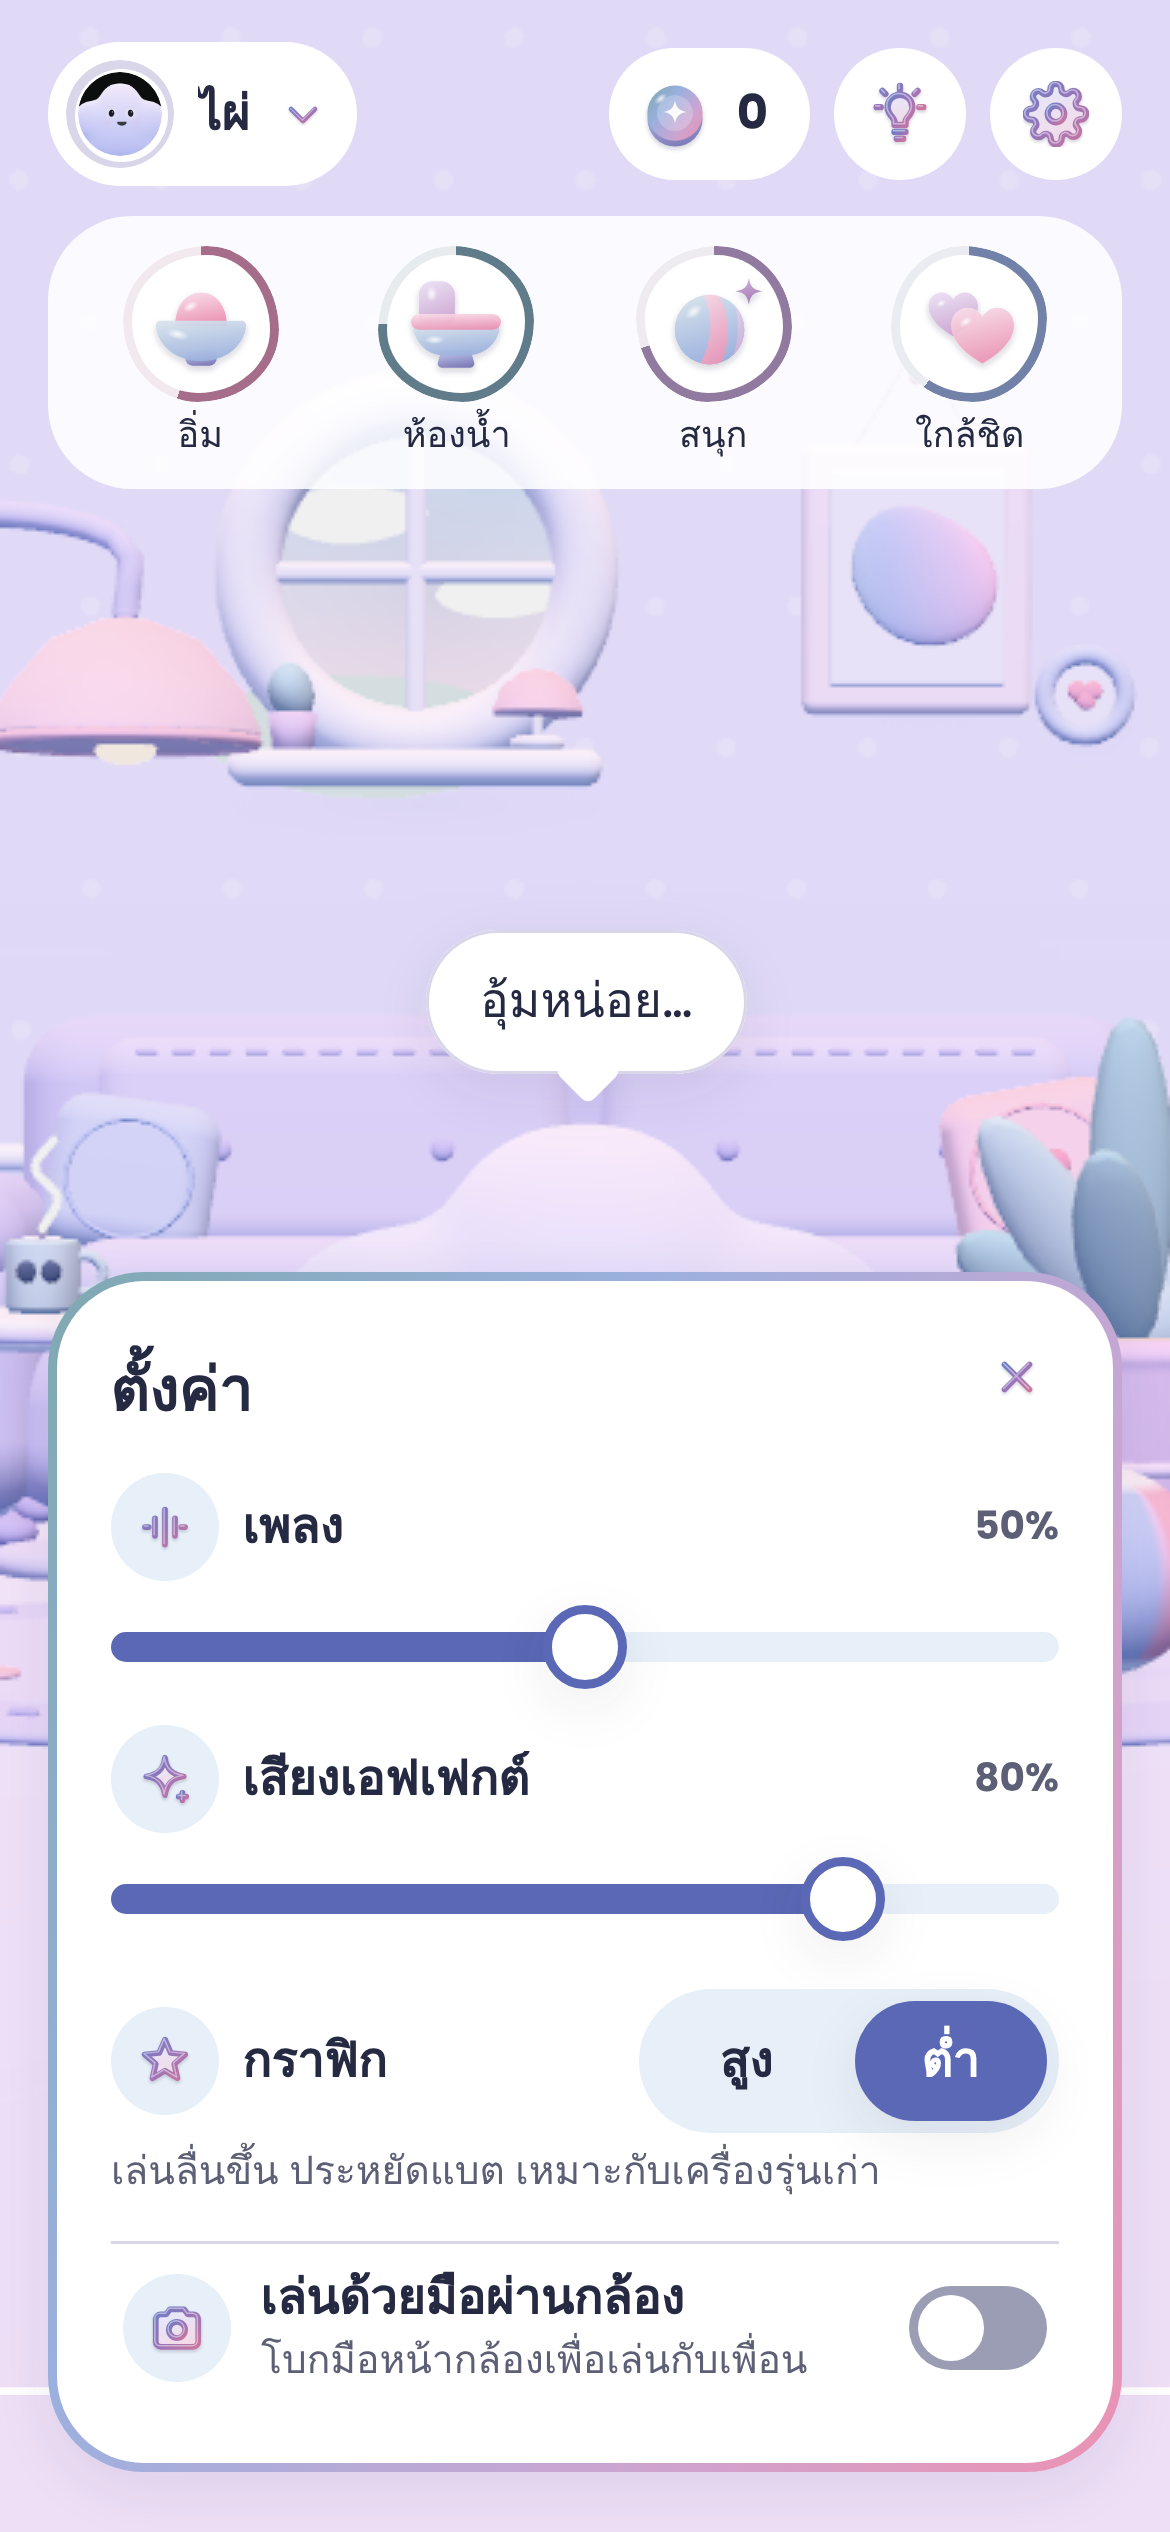 ไผ่
0
อิ่ม
ห้องน้ำ
สนุก
ใกล้ชิด
อุ้มหน่อย...
ตั้งค่า
เพลง
50%
เสียงเอฟเฟกต์
80%
กราฟิก
สูง
ต่ำ
เล่นลื่นขึ้น ประหยัดแบต เหมาะกับเครื่องรุ่นเก่า
เล่นด้วยมือผ่านกล้อง
โบกมือหน้ากล้องเพื่อเล่นกับเพื่อน